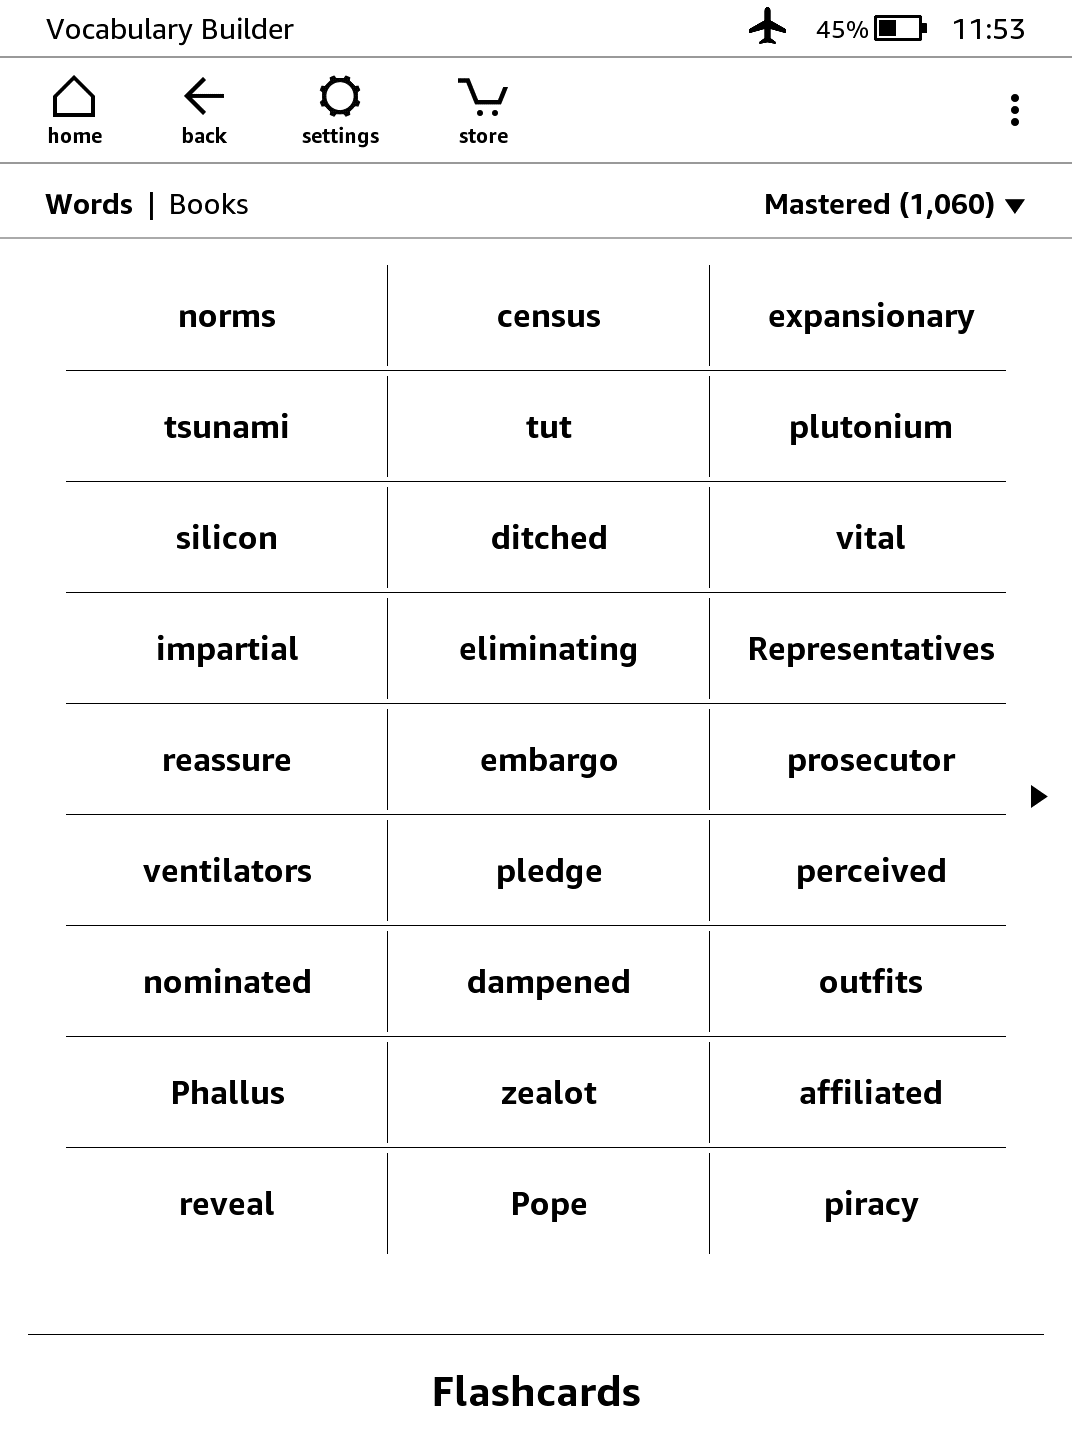 Vocabulary Builder 45% 11:53
home back settings store
Words | Books Mastered (1,060)
norms census expansionary
tsunami tut plutonium
silicon ditched vital
impartial eliminating Representatives
reassure embargo prosecutor
ventilators pledge perceived
nominated dampened outfits
Phallus zealot affiliated
reveal Pope piracy
Flashcards